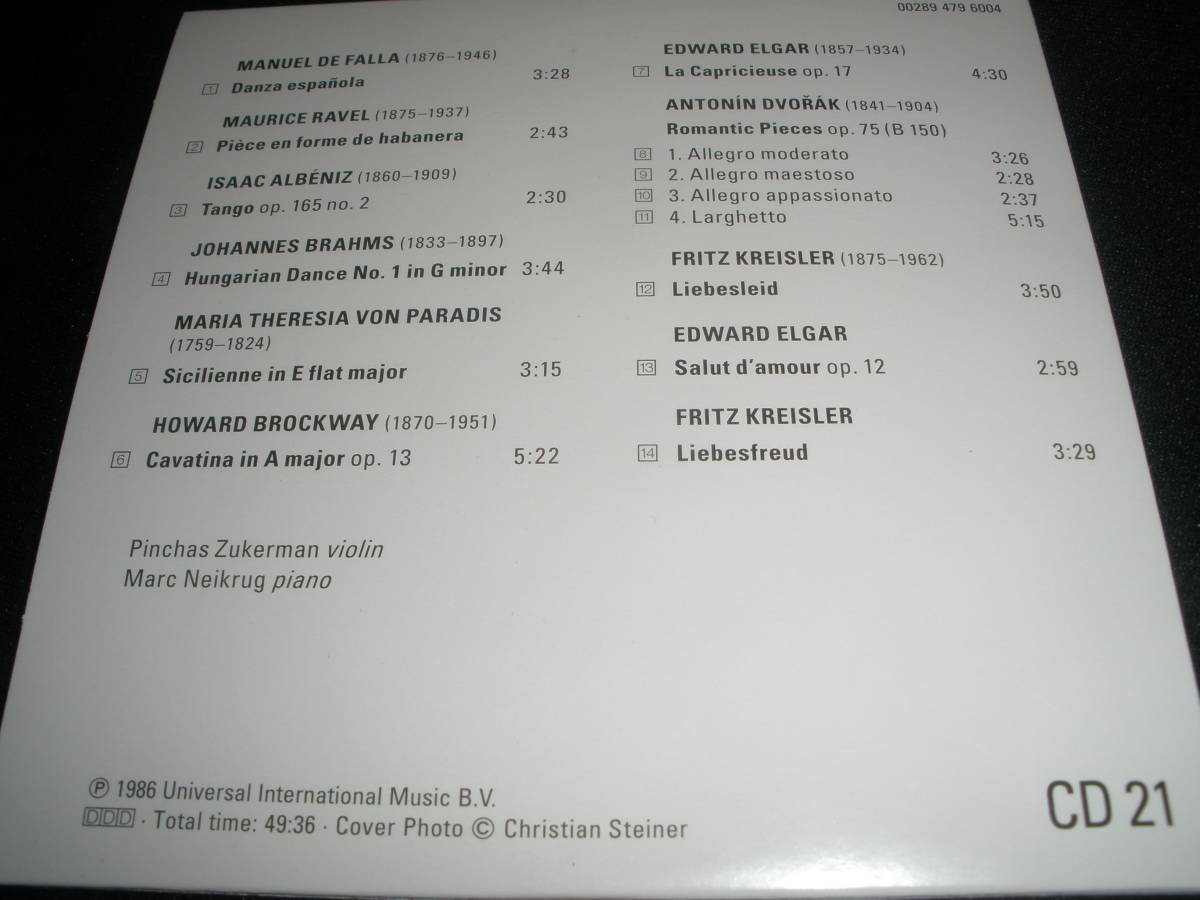 00289 479 6004
MANUEL DE FALLA (1876–1946)
1 Danza española 3:28
MAURICE RAVEL (1875–1937)
2 Pièce en forme de habanera 2:43
ISAAC ALBÉNIZ (1860–1909)
3 Tango op. 165 no. 2 2:30
JOHANNES BRAHMS (1833–1897)
4 Hungarian Dance No. 1 in G minor 3:44
MARIA THERESIA VON PARADIS
(1759–1824)
5 Sicilienne in E flat major 3:15
HOWARD BROCKWAY (1870–1951)
6 Cavatina in A major op. 13 5:22
EDWARD ELGAR (1857–1934)
7 La Capricieuse op. 17 4:30
ANTONÍN DVOŘÁK (1841–1904)
Romantic Pieces op. 75 (B 150)
8 1. Allegro moderato 3:26
9 2. Allegro maestoso 2:28
10 3. Allegro appassionato 2:37
11 4. Larghetto 5:15
FRITZ KREISLER (1875–1962)
12 Liebesleid 3:50
EDWARD ELGAR
13 Salut d'amour op. 12 2:59
FRITZ KREISLER
14 Liebesfreud 3:29
Pinchas Zukerman violin
Marc Neikrug piano
℗ 1986 Universal International Music B.V.
DDD · Total time: 49:36 · Cover Photo © Christian Steiner
CD 21